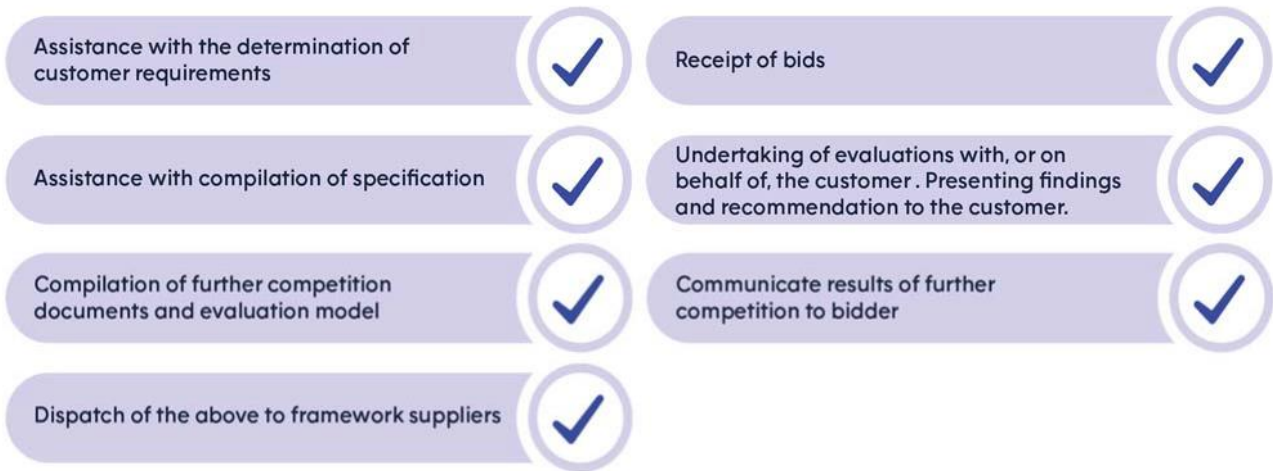 Assistance with the determination of
customer requirements
Assistance with compilation of specification
Compilation of further competition
documents and evaluation model
Dispatch of the above to framework suppliers
Receipt of bids
Undertaking of evaluations with, or on
behalf of, the customer . Presenting findings
and recommendation to the customer.
Communicate results of further
competition to bidder